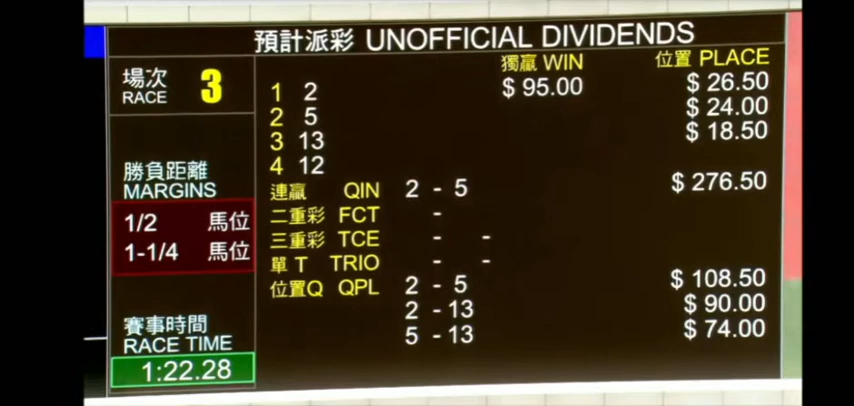 預計派彩 UNOFFICIAL DIVIDENDS
場次
RACE 3
獨贏 WIN 位置 PLACE
1 2 $ 95.00 $ 26.50
2 5 $ 24.00
3 13 $ 18.50
4 12
勝負距離
MARGINS
1/2 馬位
1-1/4 馬位
連贏 QIN 2 - 5 $ 276.50
二重彩 FCT -
三重彩 TCE - -
單T TRIO - -
位置Q QPL 2 - 5 $ 108.50
2 - 13 $ 90.00
5 - 13 $ 74.00
賽事時間
RACE TIME
1:22.28